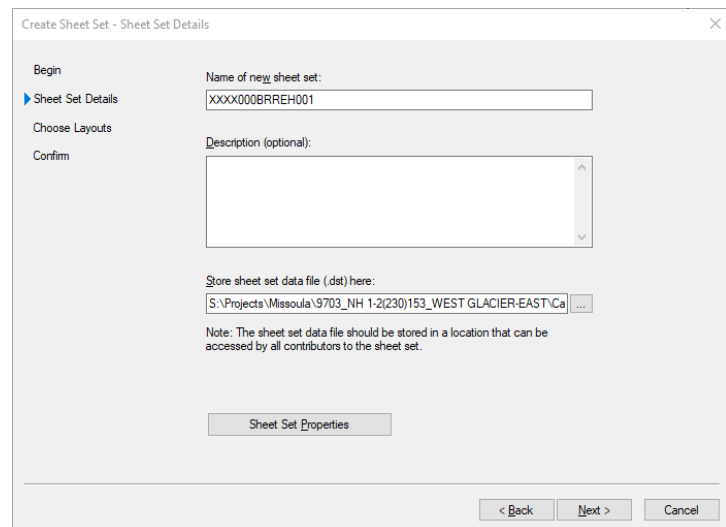 Create Sheet Set - Sheet Set Details
Begin
Sheet Set Details
Choose Layouts
Confirm
Name of new sheet set:
XXXX000BRREH001
Description (optional):
Store sheet set data file (.dst) here:
S:\Projects\Missoula\9703_NH 1-2(230)153_WEST GLACIER-EAST\Ca
...
Note: The sheet set data file should be stored in a location that can be
accessed by all contributors to the sheet set.
Sheet Set Properties
< Back
Next >
Cancel